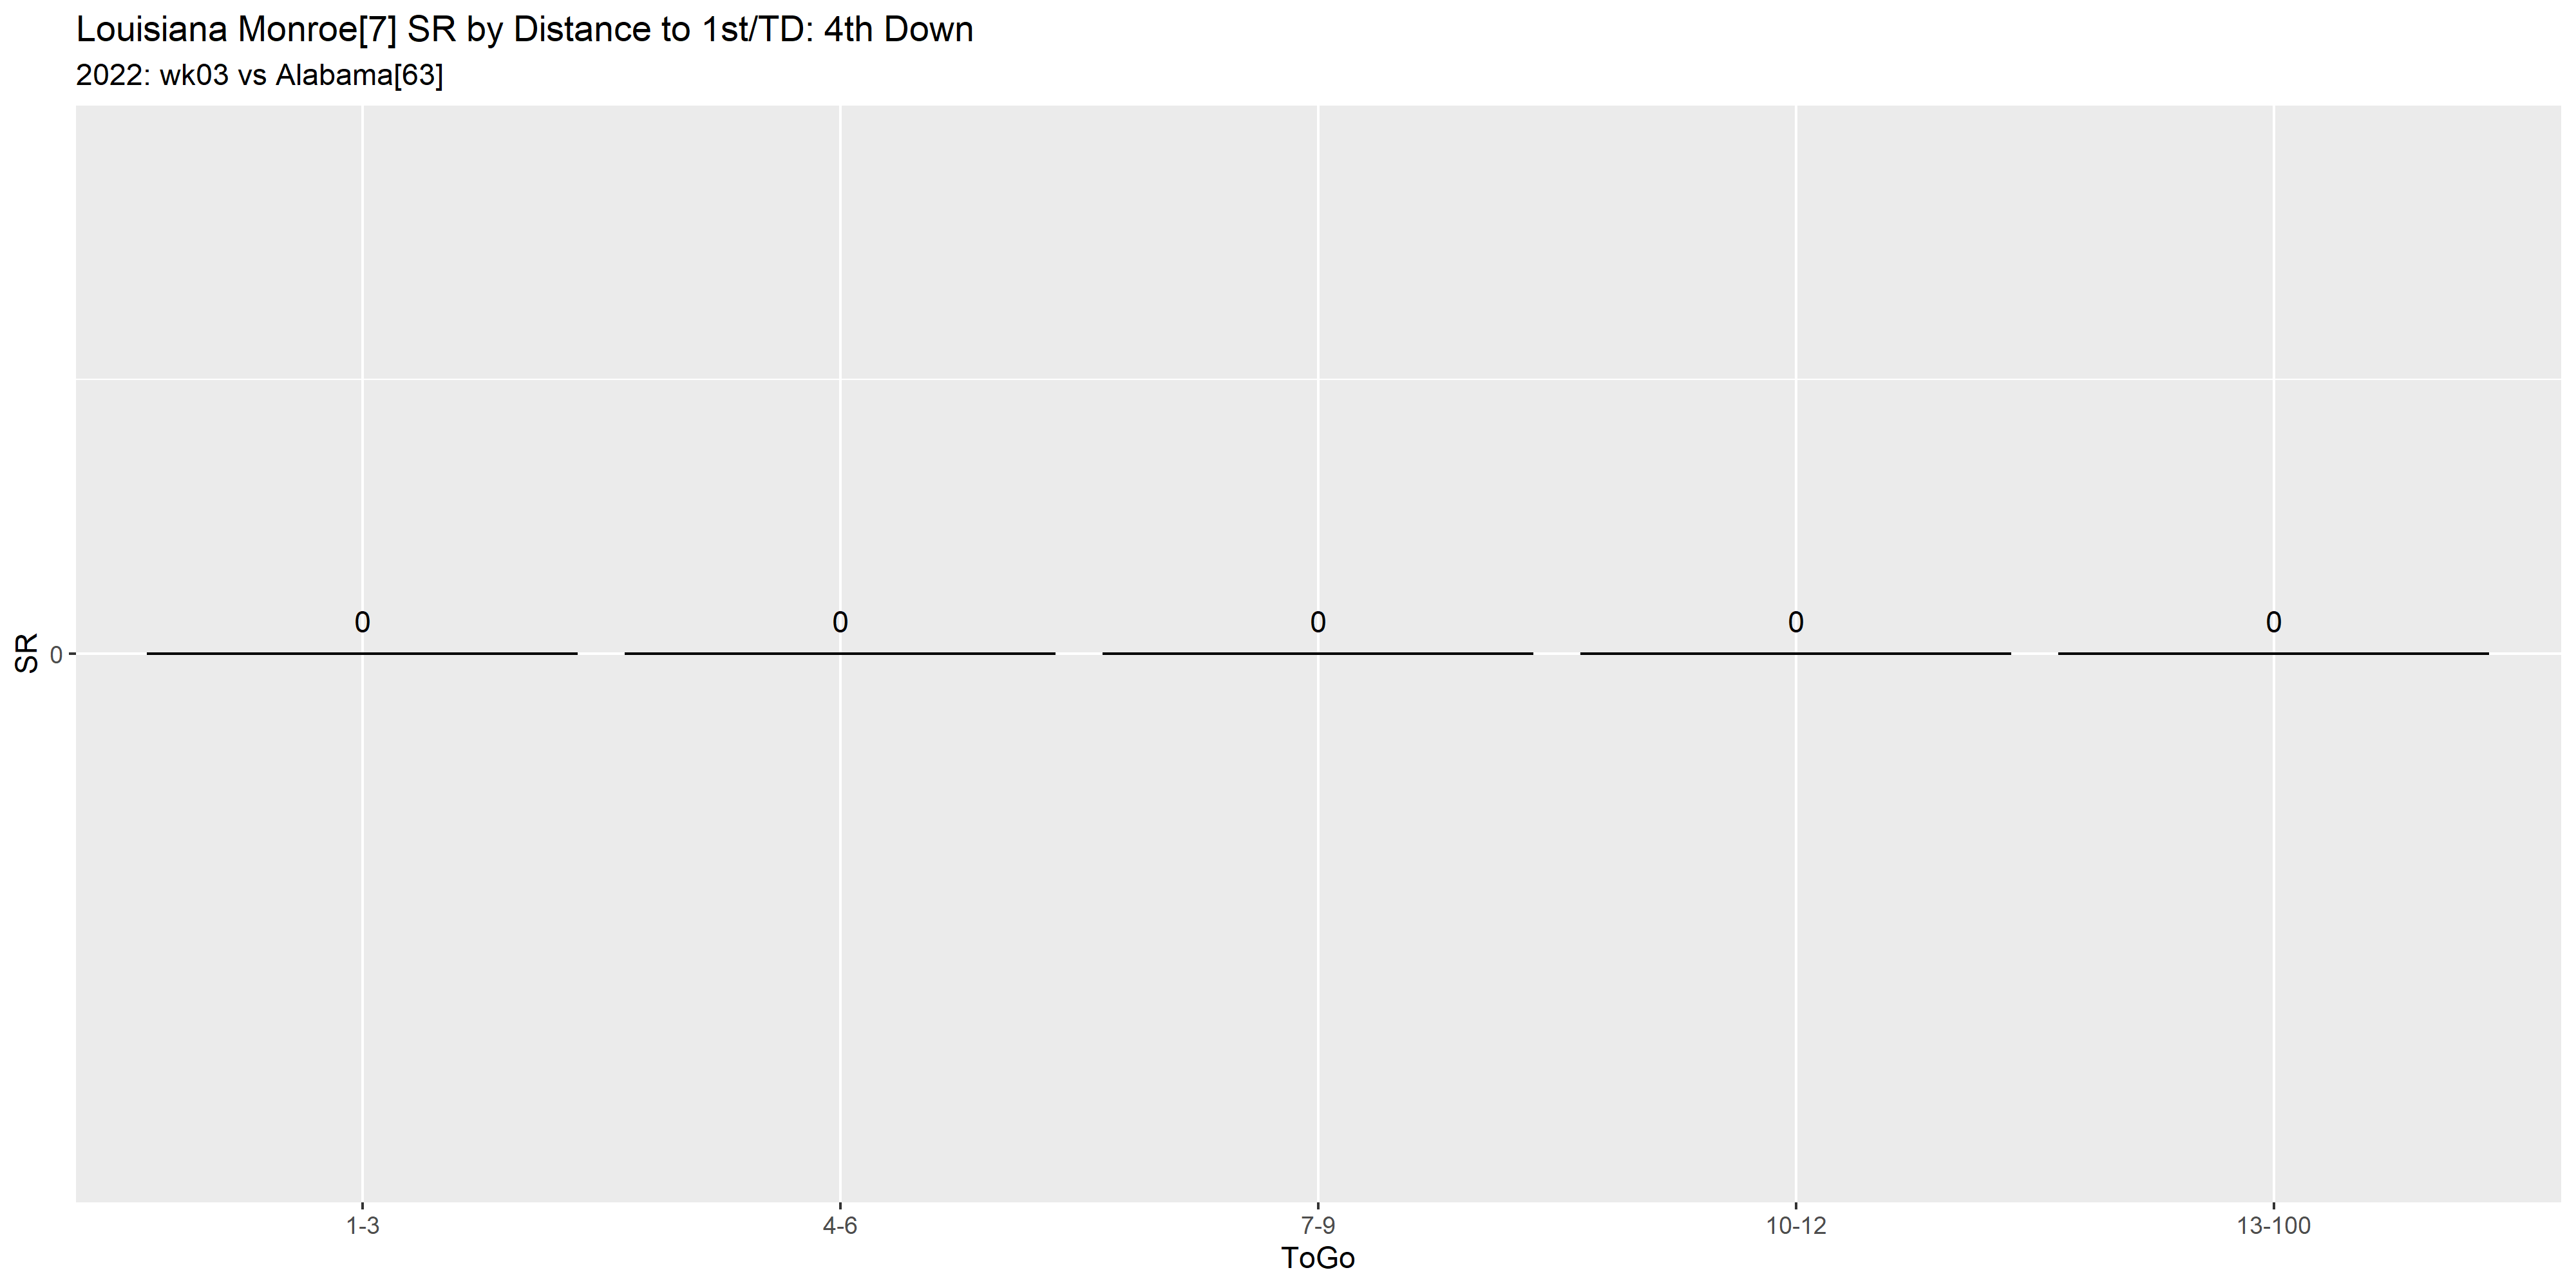 Louisiana Monroe[7] SR by Distance to 1st/TD: 4th Down
2022: wk03 vs Alabama[63]
0 0 0 0 0
SR
0
1-3 4-6 7-9 10-12 13-100
ToGo